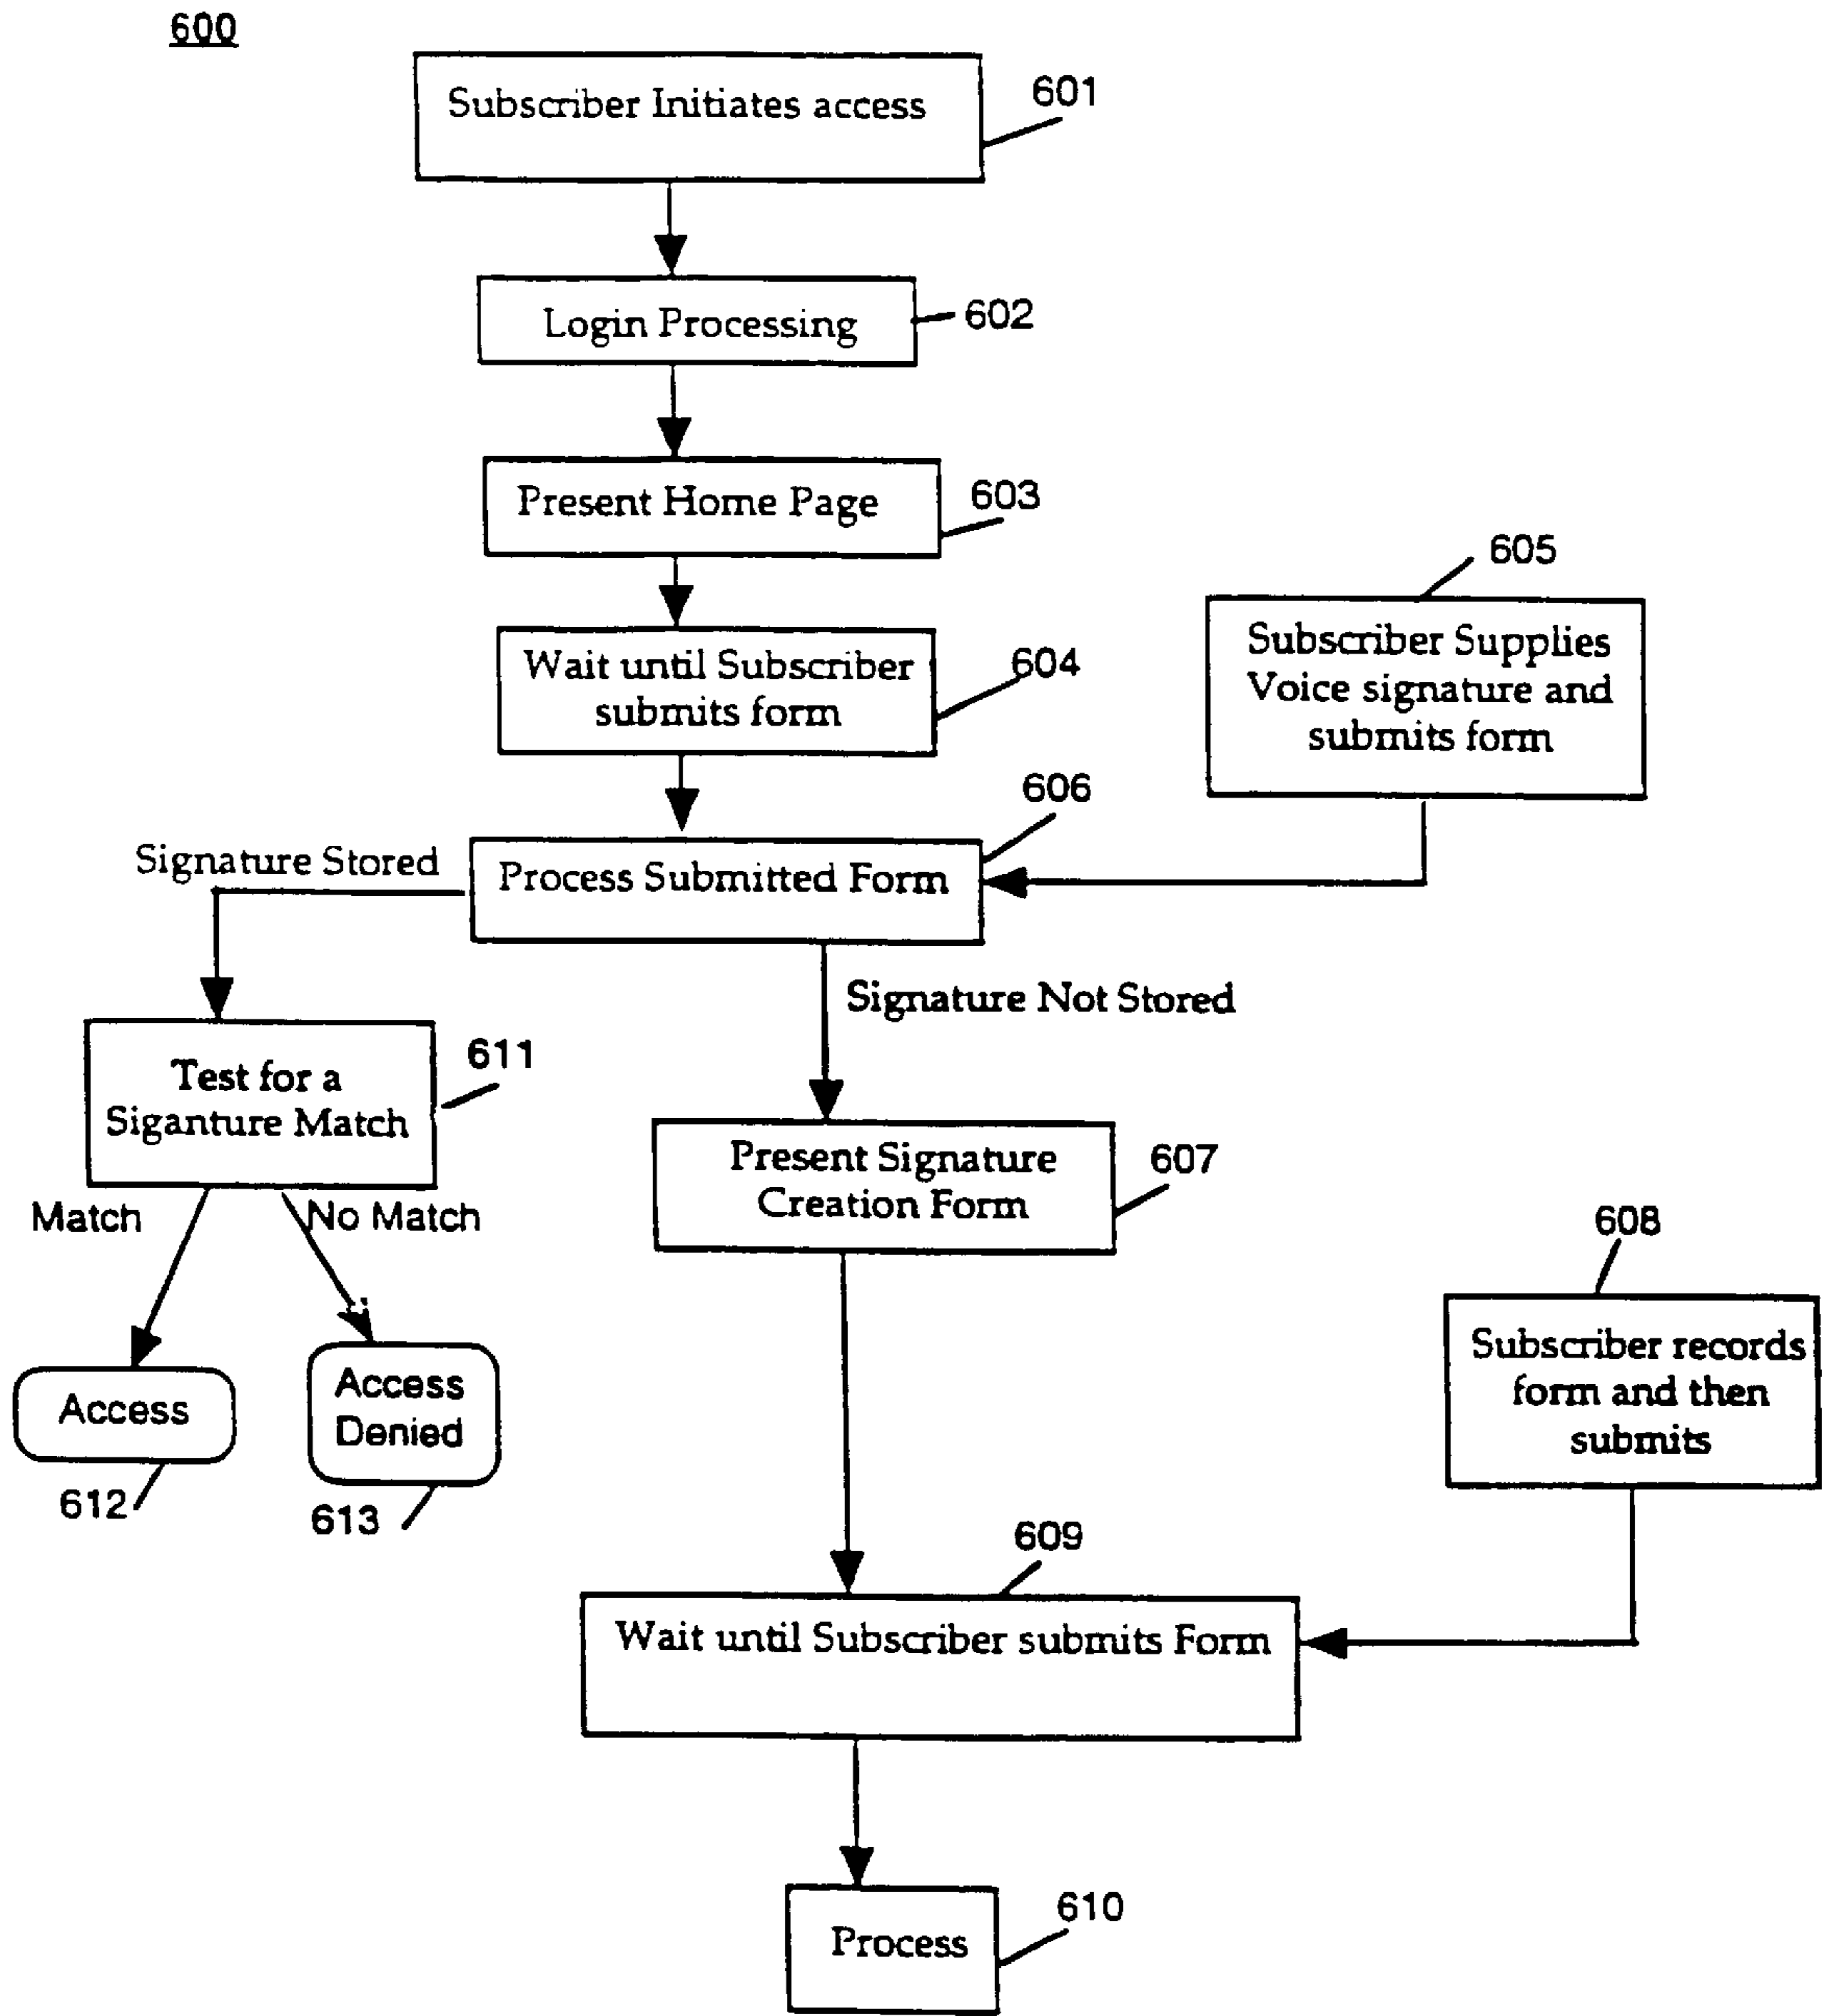 600
Subscriber Initiates access
601
Login Processing
602
Present Home Page
603
Wait until Subscriber
submits form
604
605
Subscriber Supplies
Voice signature and
submits form
606
Signature Stored
Process Submitted Form
Signature Not Stored
Test for a
Siganture Match
611
Present Signature
Creation Form
607
Match
No Match
608
Access
Access
Denied
Subscriber records
form and then
submits
612
613
609
Wait until Subscriber submits Form
Process
610